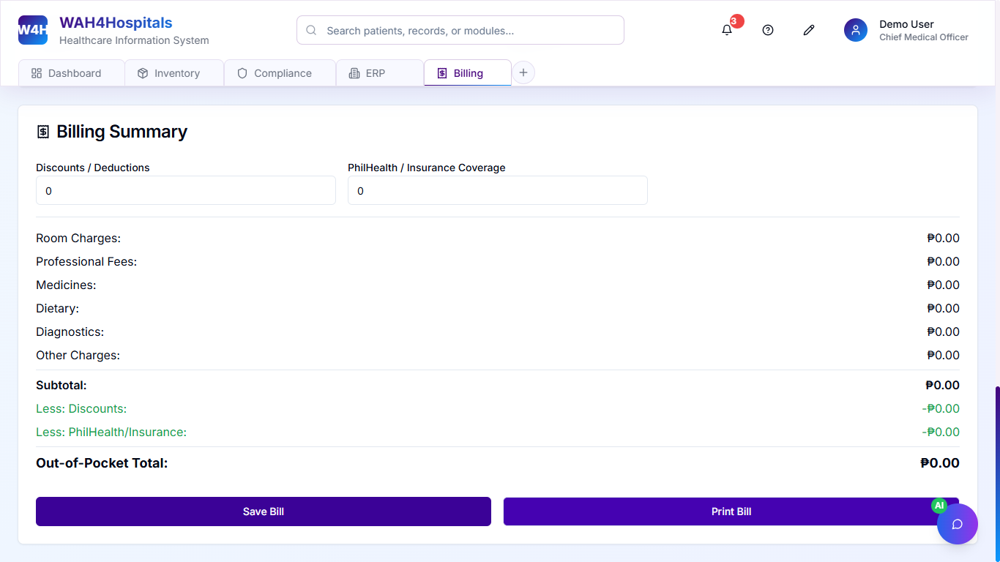 W4H
WAH4Hospitals
Healthcare Information System
Search patients, records, or modules...
3
Demo User
Chief Medical Officer
Dashboard
Inventory
Compliance
ERP
Billing
Billing Summary
Discounts / Deductions
PhilHealth / Insurance Coverage
0
0
Room Charges: ₱0.00
Professional Fees: ₱0.00
Medicines: ₱0.00
Dietary: ₱0.00
Diagnostics: ₱0.00
Other Charges: ₱0.00
Subtotal: ₱0.00
Less: Discounts: -₱0.00
Less: PhilHealth/Insurance: -₱0.00
Out-of-Pocket Total: ₱0.00
Save Bill
Print Bill
AI